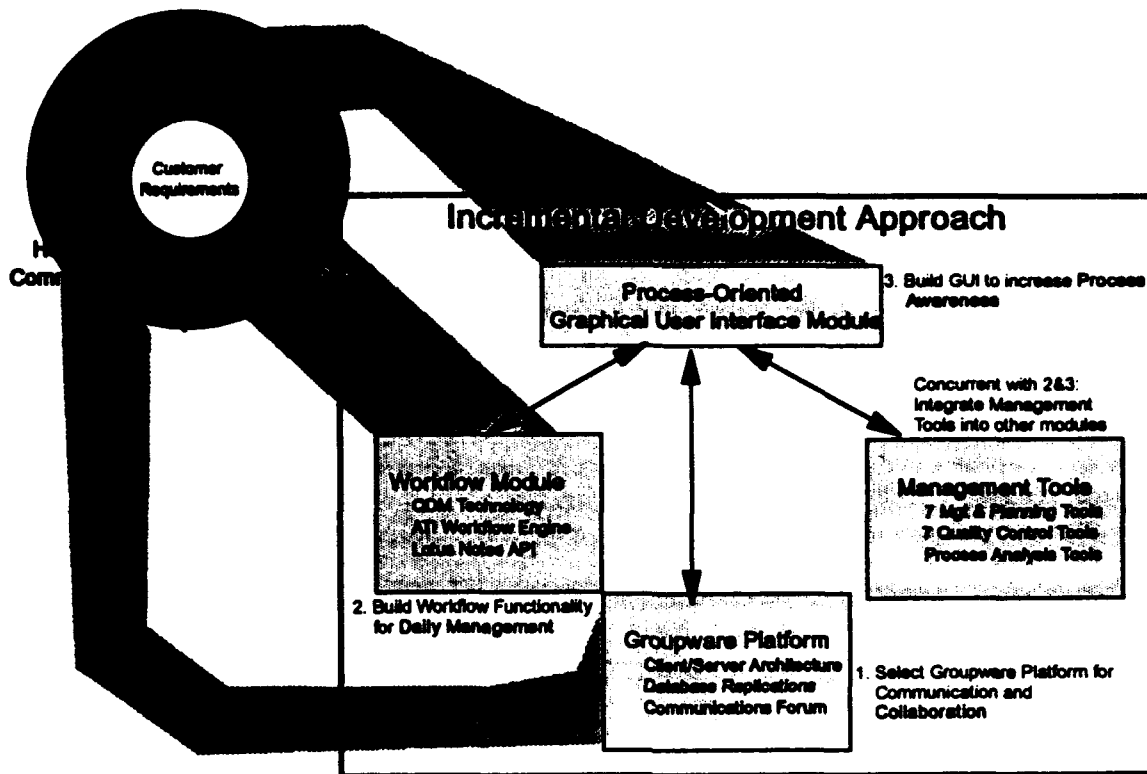 Customer
Requirements
Incremental Development Approach
Process-Oriented
Graphical User Interface Module
3. Build GUI to increase Process
Awareness
Concurrent with 2&3:
Integrate Management
Tools into other modules
Workflow Module
QDM Technology
ATI Workflow Engine
Lotus Notes API
Management Tools
7 Mgt & Planning Tools
7 Quality Control Tools
Process Analysis Tools
2. Build Workflow Functionality
for Daily Management
Groupware Platform
Client/Server Architecture
Database Replications
Communications Forum
1. Select Groupware Platform for
Communication and
Collaboration